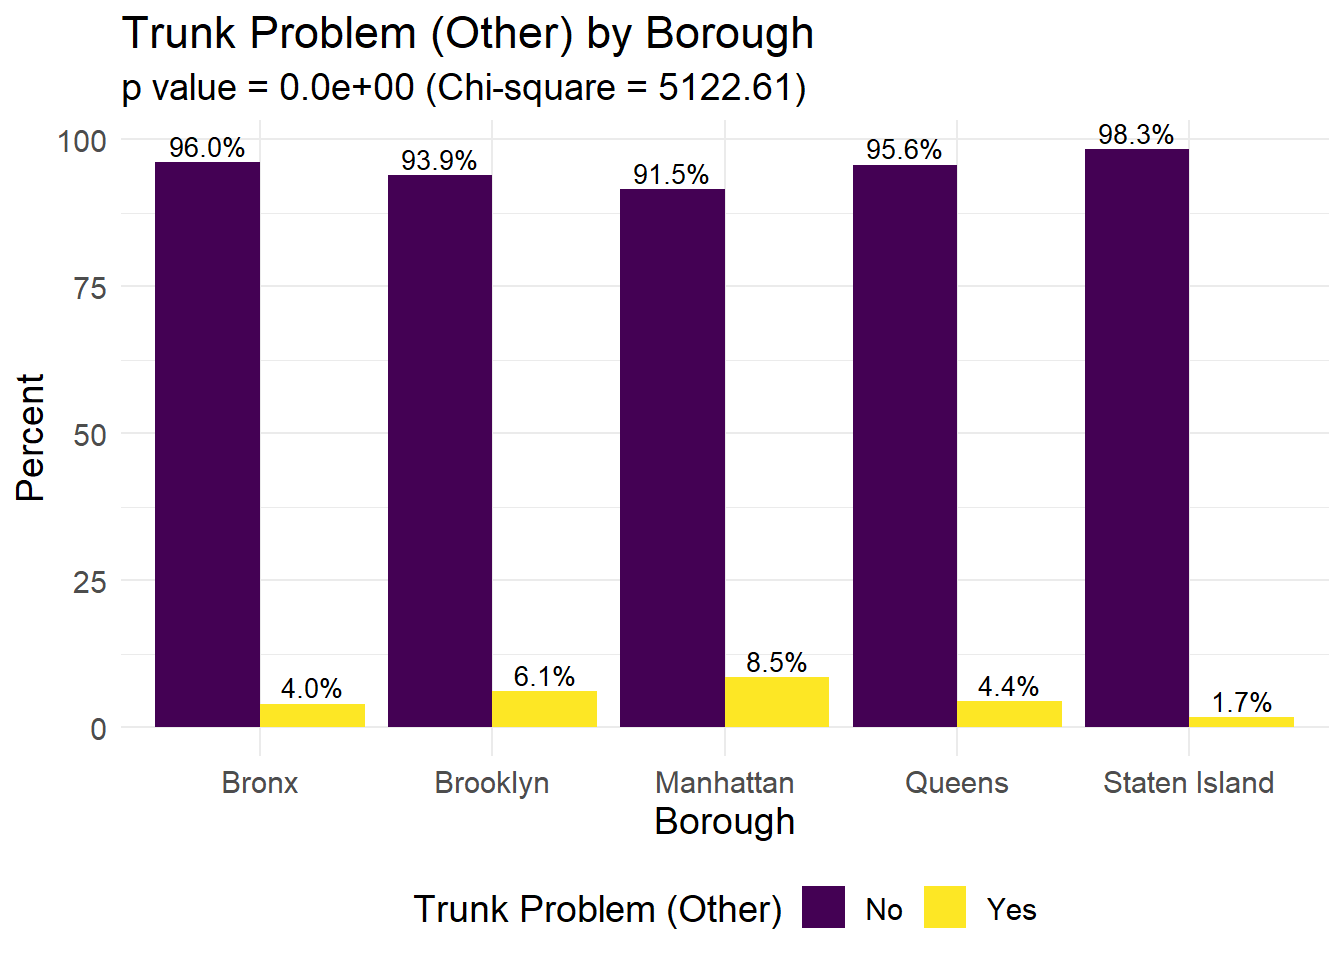 Trunk Problem (Other) by Borough
p value = 0.0e+00 (Chi-square = 5122.61)
Percent
100
75
50
25
0
96.0%
4.0%
93.9%
6.1%
91.5%
8.5%
95.6%
4.4%
98.3%
1.7%
Bronx
Brooklyn
Manhattan
Queens
Staten Island
Borough
Trunk Problem (Other)
No
Yes